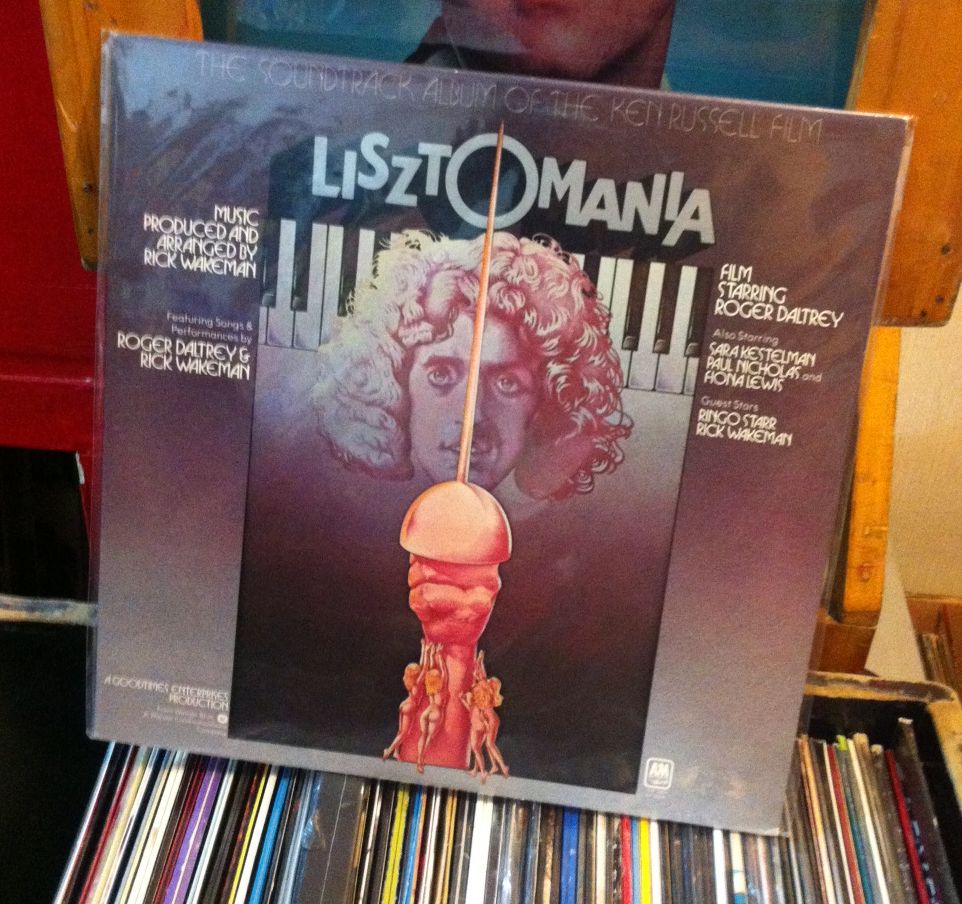 THE SOUNDTRACK ALBUM OF THE KEN RUSSELL FILM
LISZTOMANIA
MUSIC
PRODUCED AND
ARRANGED BY
RICK WAKEMAN
Featuring Songs &
Performances by
ROGER DALTREY &
RICK WAKEMAN
FILM
STARRING
ROGER DALTREY
Also Starring
SARA KESTELMAN
PAUL NICHOLAS and
FIONA LEWIS
Guest Stars
RINGO STARR
RICK WAKEMAN
A GOODTIMES ENTERPRISES
PRODUCTION
AM